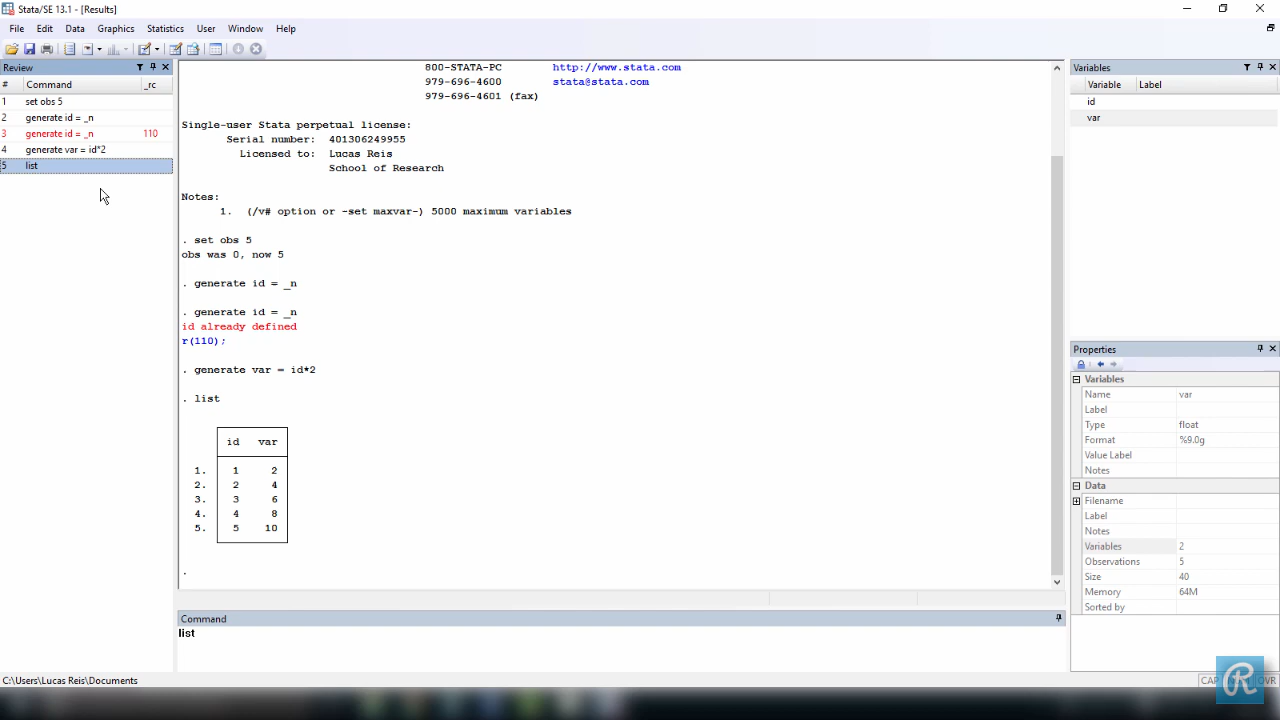 Stata/SE 13.1 - [Results]
File Edit Data Graphics Statistics User Window Help
Review
# Command _rc
1 set obs 5
2 generate id = _n
3 generate id = _n 110
4 generate var = id*2
5 list
800-STATA-PC http://www.stata.com
979-696-4600 stata@stata.com
979-696-4601 (fax)
Single-user Stata perpetual license:
Serial number: 401306249955
Licensed to: Lucas Reis
School of Research
Notes:
1. (/v# option or -set maxvar-) 5000 maximum variables
. set obs 5
obs was 0, now 5
. generate id = _n
. generate id = _n
id already defined
r(110);
. generate var = id*2
. list
id var
1. 1 2
2. 2 4
3. 3 6
4. 4 8
5. 5 10
.
Command
list
Variables
Variable Label
id
var
Properties
Variables
Name var
Label
Type float
Format %9.0g
Value Label
Notes
Data
Filename
Label
Notes
Variables 2
Observations 5
Size 40
Memory 64M
Sorted by
C:\Users\Lucas Reis\Documents
CAP OVR
R